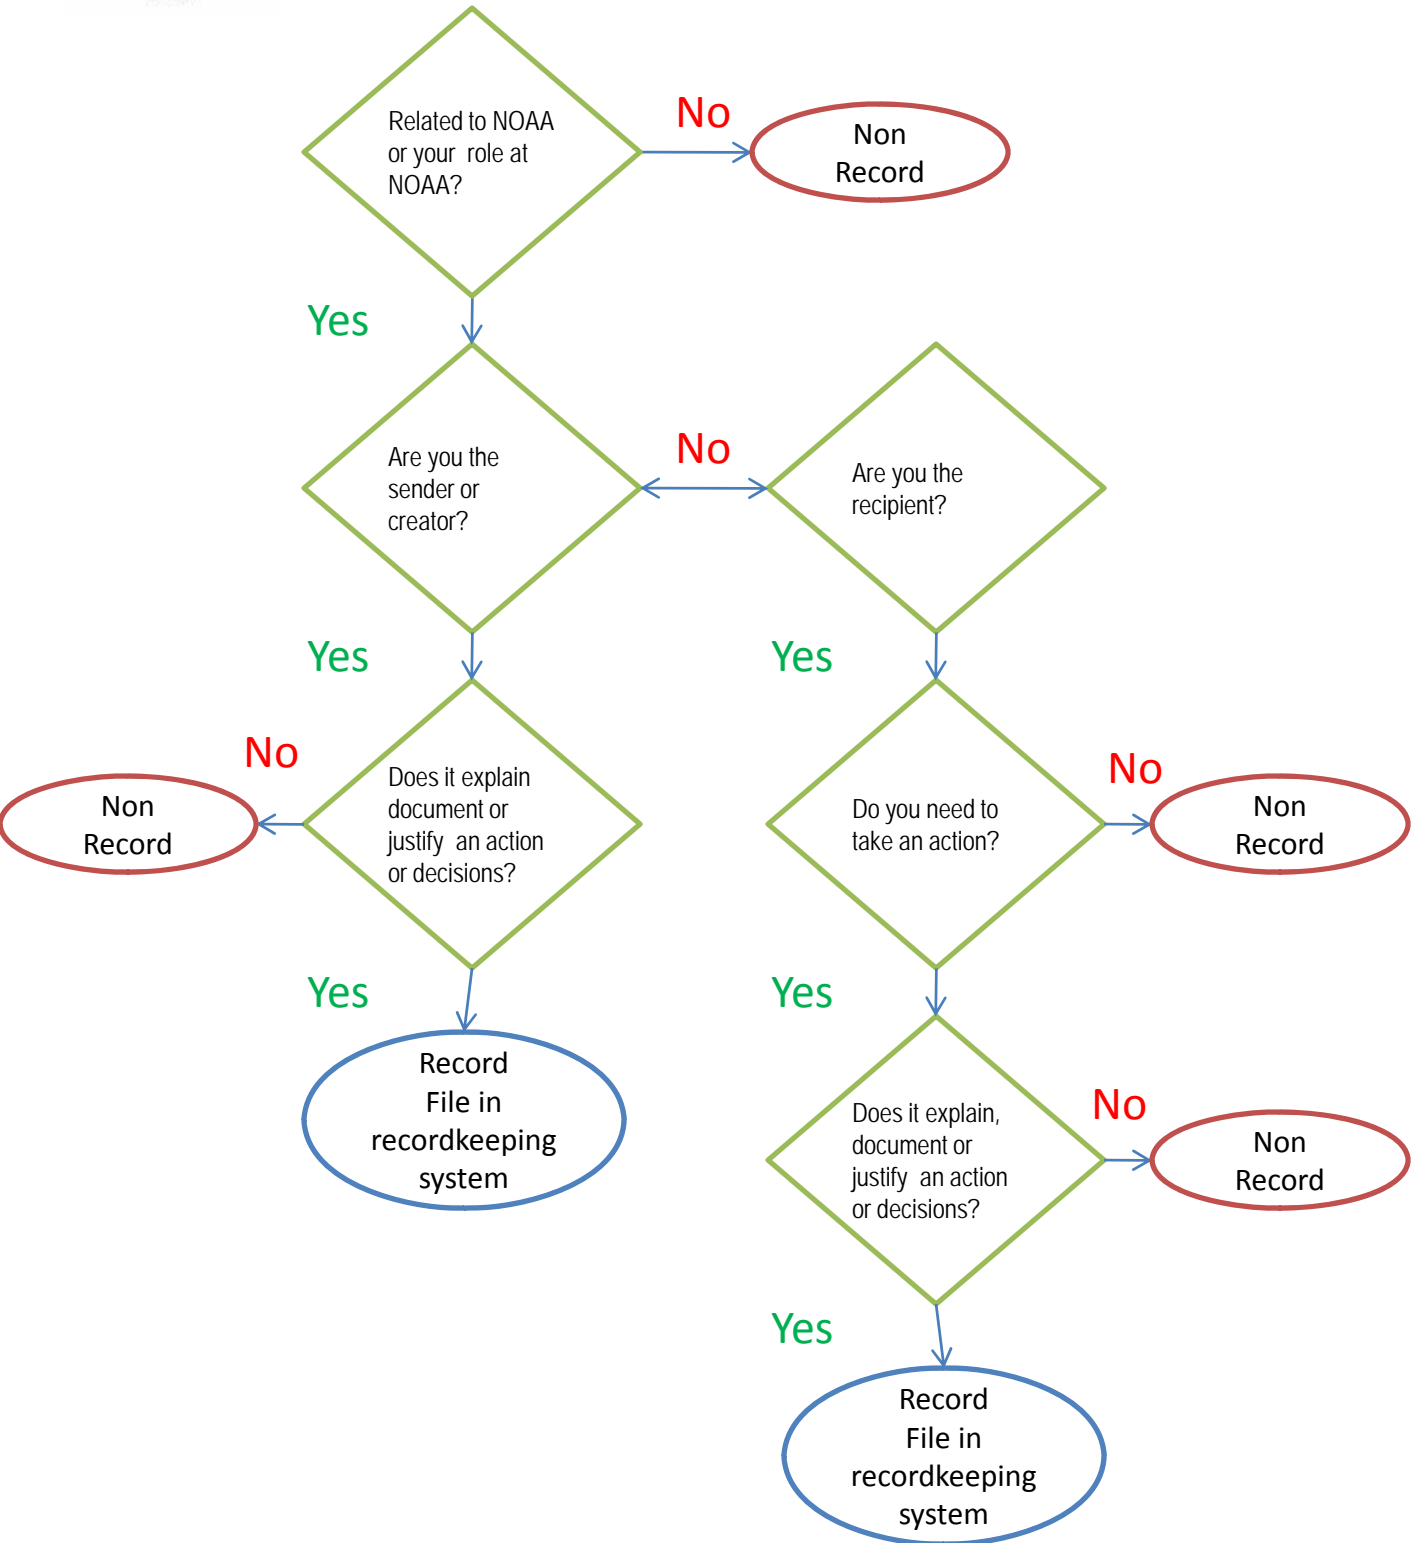 Related to NOAA
or your role at
NOAA?
No
Non
Record
Yes
Are you the
sender or
creator?
No
Are you the
recipient?
Yes
Yes
No
Does it explain
document or
justify an action
or decisions?
Non
Record
Do you need to
take an action?
No
Non
Record
Yes
Yes
Record
File in
recordkeeping
system
Does it explain,
document or
justify an action
or decisions?
No
Non
Record
Yes
Record
File in
recordkeeping
system